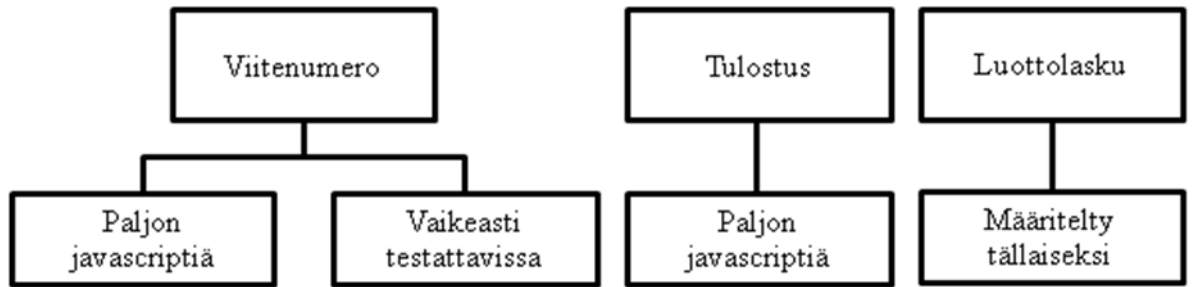 Viitenumero
Tulostus
Luottolasku
Paljon
javascriptiä
Vaikeasti
testattavissa
Paljon
javascriptiä
Määritelty
tällaiseksi